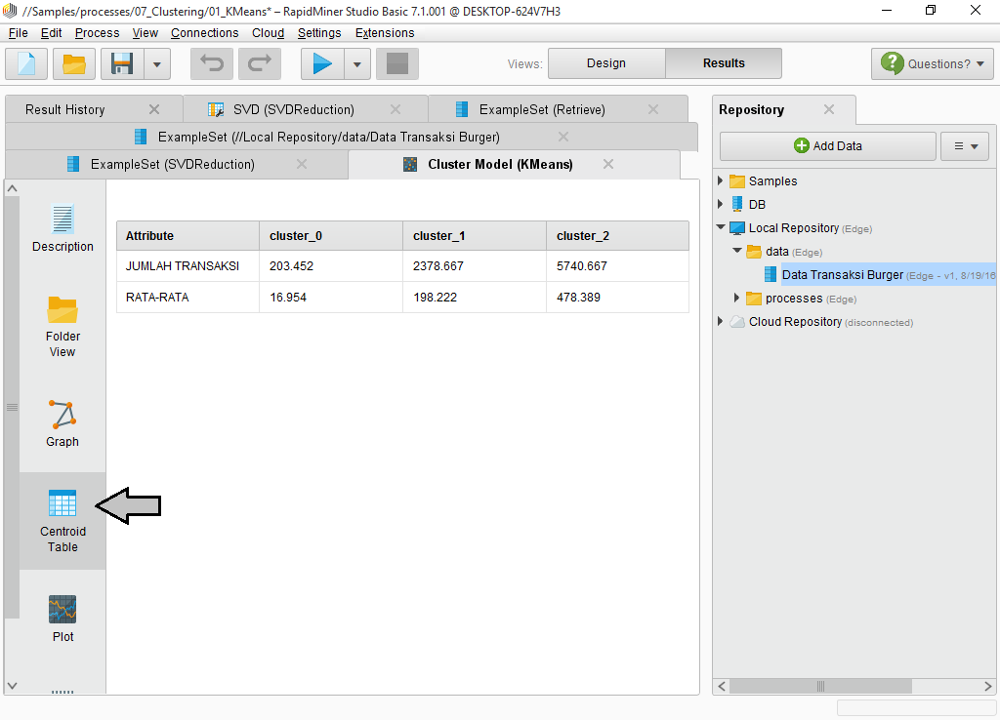 //Samples/processes/07_Clustering/01_KMeans* – RapidMiner Studio Basic 7.1.001 @ DESKTOP-624V7H3
File Edit Process View Connections Cloud Settings Extensions
Views: Design Results Questions?
Result History SVD (SVDReduction) ExampleSet (Retrieve)
ExampleSet (//Local Repository/data/Data Transaksi Burger)
ExampleSet (SVDReduction) Cluster Model (KMeans)
Description
Folder
View
Graph
Centroid
Table
Plot
Attribute cluster_0 cluster_1 cluster_2
JUMLAH TRANSAKSI 203.452 2378.667 5740.667
RATA-RATA 16.954 198.222 478.389
Repository
Add Data
Samples
DB
Local Repository (Edge)
data (Edge)
Data Transaksi Burger (Edge - v1, 8/19/16
processes (Edge)
Cloud Repository (disconnected)